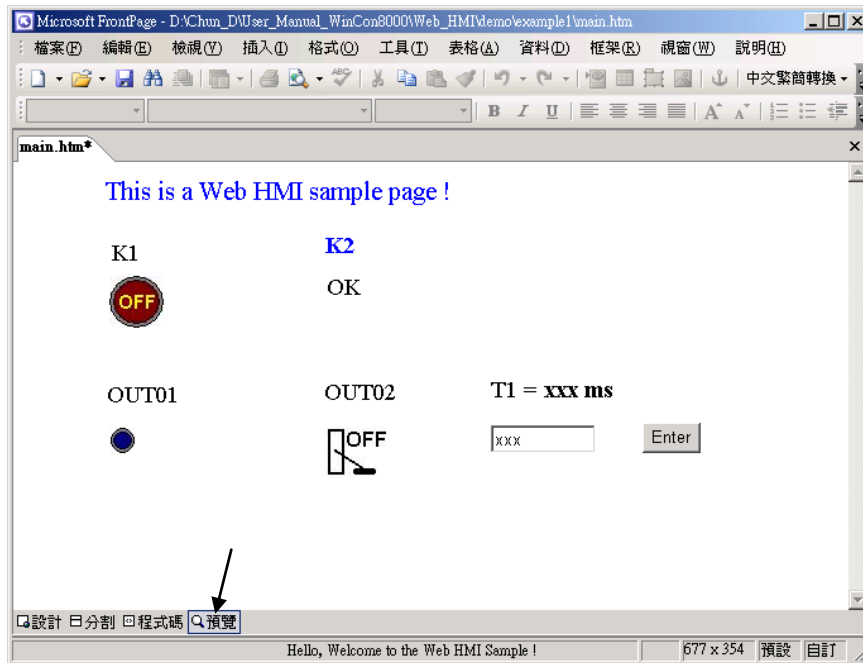 Microsoft FrontPage - D:\Chun_D\User_Manual_WinCon8000\Web_HMI\demo\example1\main.htm
檔案(F) 編輯(E) 檢視(V) 插入(I) 格式(O) 工具(T) 表格(A) 資料(D) 框架(R) 視窗(W) 說明(H)
中文繁簡轉換
B I U A A
main.htm*
This is a Web HMI sample page !
K1 K2
OFF OK
OUT01 OUT02 T1 = xxx ms
OFF xxx Enter
設計 分割 程式碼 預覽
Hello, Welcome to the Web HMI Sample ! 677 x 354 預設 自訂